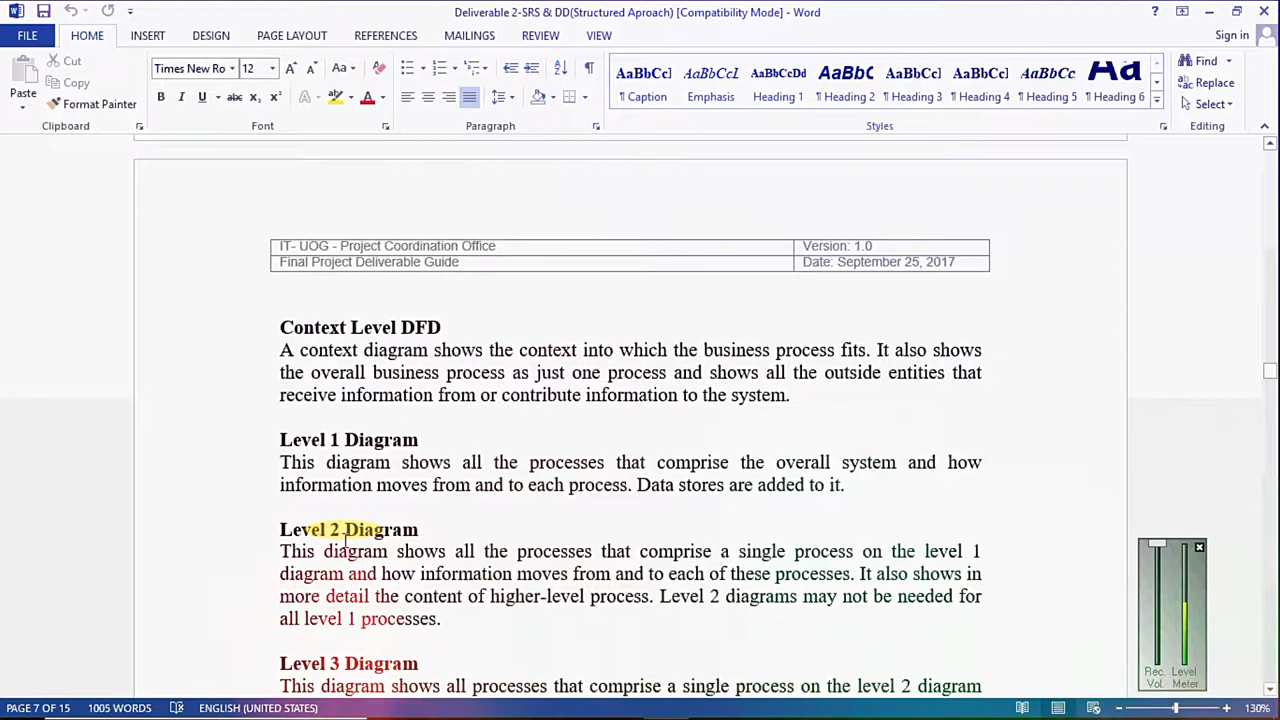 Deliverable 2-SRS & DD(Structured Aproach) [Compatibility Mode] - Word
FILE HOME INSERT DESIGN PAGE LAYOUT REFERENCES MAILINGS REVIEW VIEW Sign in
Paste Cut Copy Format Painter
Times New Ro 12
AaBbCcl AaBbCcL AaBbCcDd AaBbC AaBbCcI AaBbCcI AaBbCc AaB
¶ Caption Emphasis Heading 1 ¶ Heading 2 ¶ Heading 3 ¶ Heading 4 ¶ Heading 5 ¶ Heading 6
Find
Replace
Select
Clipboard Font Paragraph Styles Editing
IT- UOG - Project Coordination Office Version: 1.0
Final Project Deliverable Guide Date: September 25, 2017
Context Level DFD
A context diagram shows the context into which the business process fits. It also shows
the overall business process as just one process and shows all the outside entities that
receive information from or contribute information to the system.
Level 1 Diagram
This diagram shows all the processes that comprise the overall system and how
information moves from and to each process. Data stores are added to it.
Level 2 Diagram
This diagram shows all the processes that comprise a single process on the level 1
diagram and how information moves from and to each of these processes. It also shows in
more detail the content of higher-level process. Level 2 diagrams may not be needed for
all level 1 processes.
Level 3 Diagram
This diagram shows all processes that comprise a single process on the level 2 diagram
Rec. Level
Vol. Meter
PAGE 7 OF 15 1005 WORDS ENGLISH (UNITED STATES) 130%